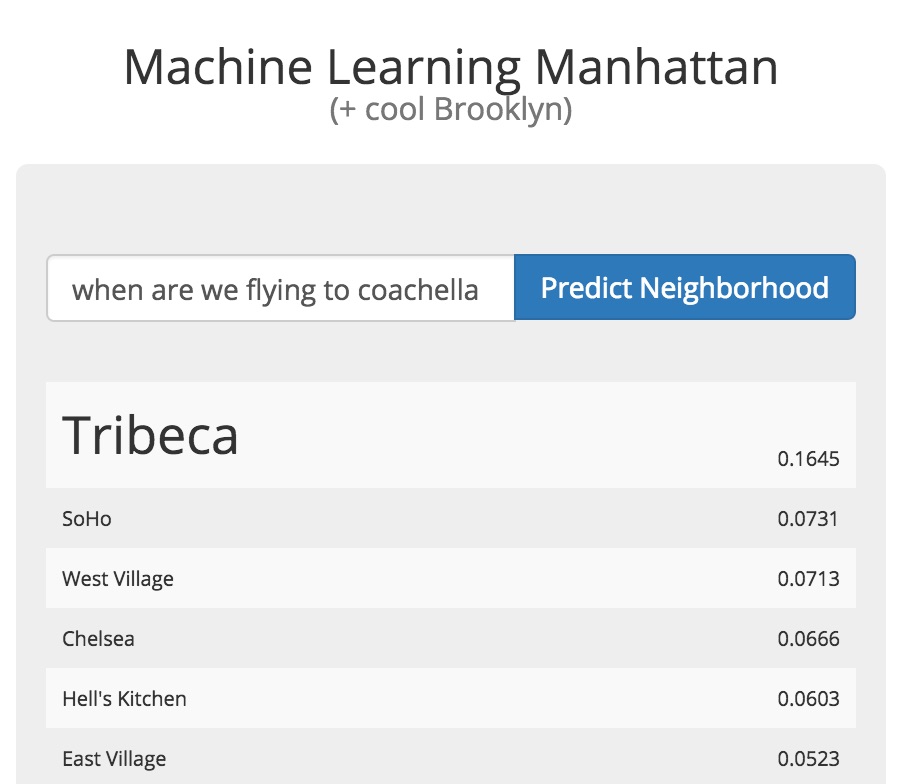 Machine Learning Manhattan
(+ cool Brooklyn)
when are we flying to coachella
Predict Neighborhood
Tribeca 0.1645
SoHo 0.0731
West Village 0.0713
Chelsea 0.0666
Hell's Kitchen 0.0603
East Village 0.0523